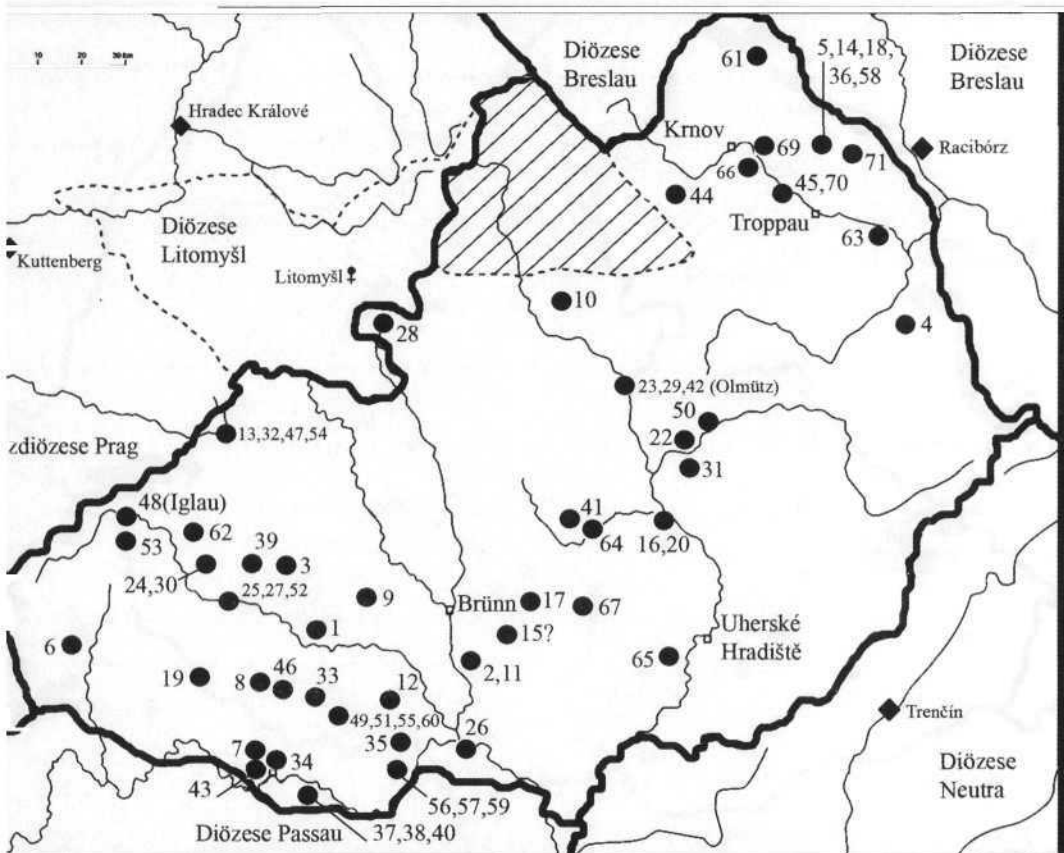 10 20 30 km
Diözese
Breslau
61
5,14,18,
36,58
Diözese
Breslau
Hradec Králové
Krnov
69
71
Racibórz
66
44
45,70
Troppau
63
Diözese
Litomyšl
Kuttenberg
Litomyšl
10
28
4
23,29,42 (Olmütz)
50
22
31
13,32,47,54
zdiözese Prag
48(Iglau)
62
53
39
3
24,30
25,27,52
41
64
16,20
9
Brünn
17
67
15?
1
2,11
Uherské
Hradiště
65
6
19
8
46
33
12
49,51,55,60
35
26
7
34
43
56,57,59
37,38,40
Diözese Passau
Trenčín
Diözese
Neutra